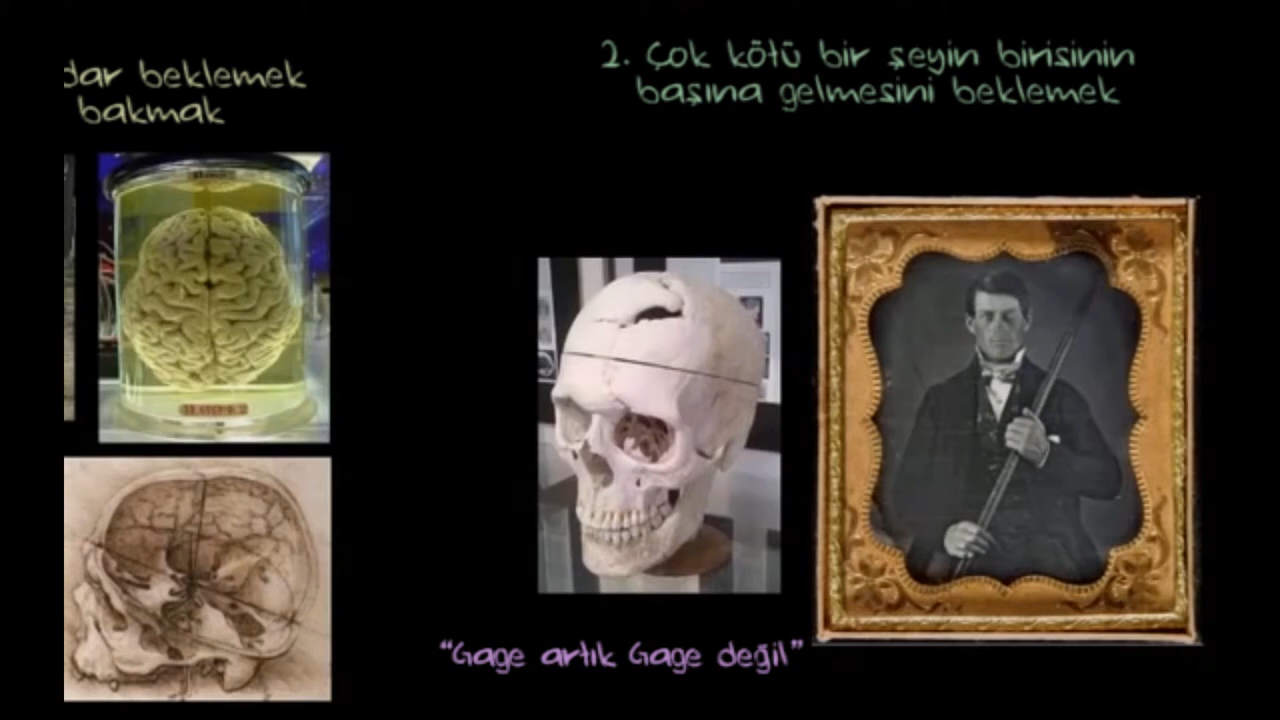 dar beklemek
bakmak
2. Çok kötü bir şeyin birisinin
başına gelmesini beklemek
"Gage artık Gage değil"